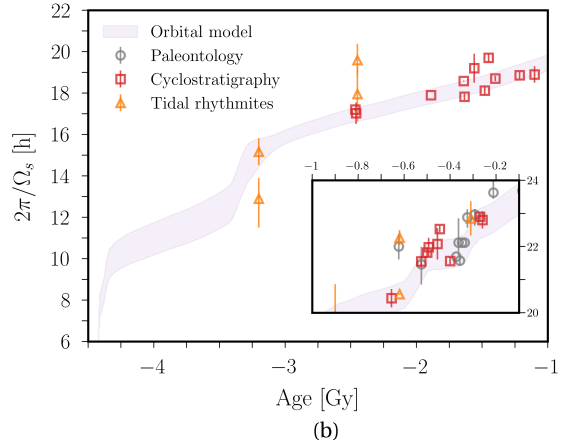 (b)
22
20
18
16
14
12
10
8
6
2π/Ωs [h]
Orbital model
Paleontology
Cyclostratigraphy
Tidal rhythmites
−1 −0.8 −0.6 −0.4 −0.2
24
22
20
−4 −3 −2 −1
Age [Gy]
(b)